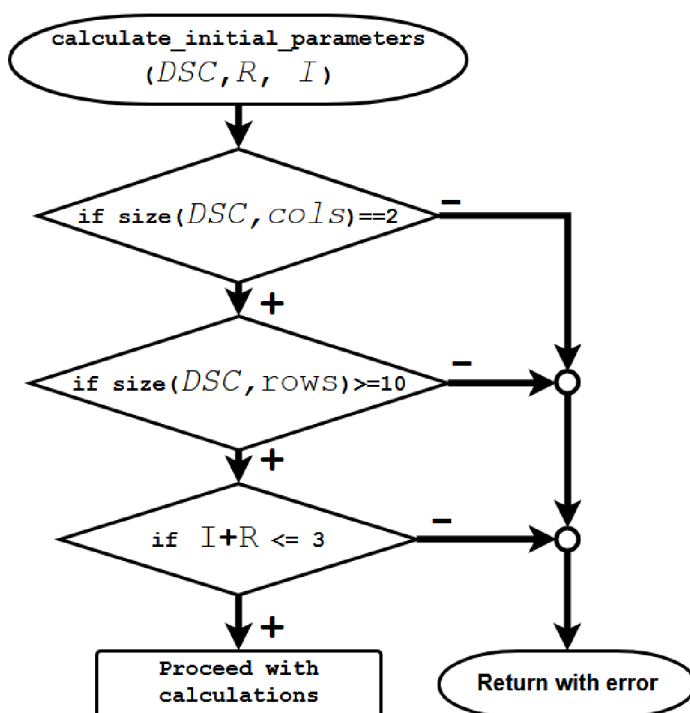 calculate_initial_parameters
(DSC,R, I)
if size(DSC,cols)==2
-
+
if size(DSC,rows)>=10
-
+
if I+R <= 3
-
+
Proceed with
calculations
Return with error